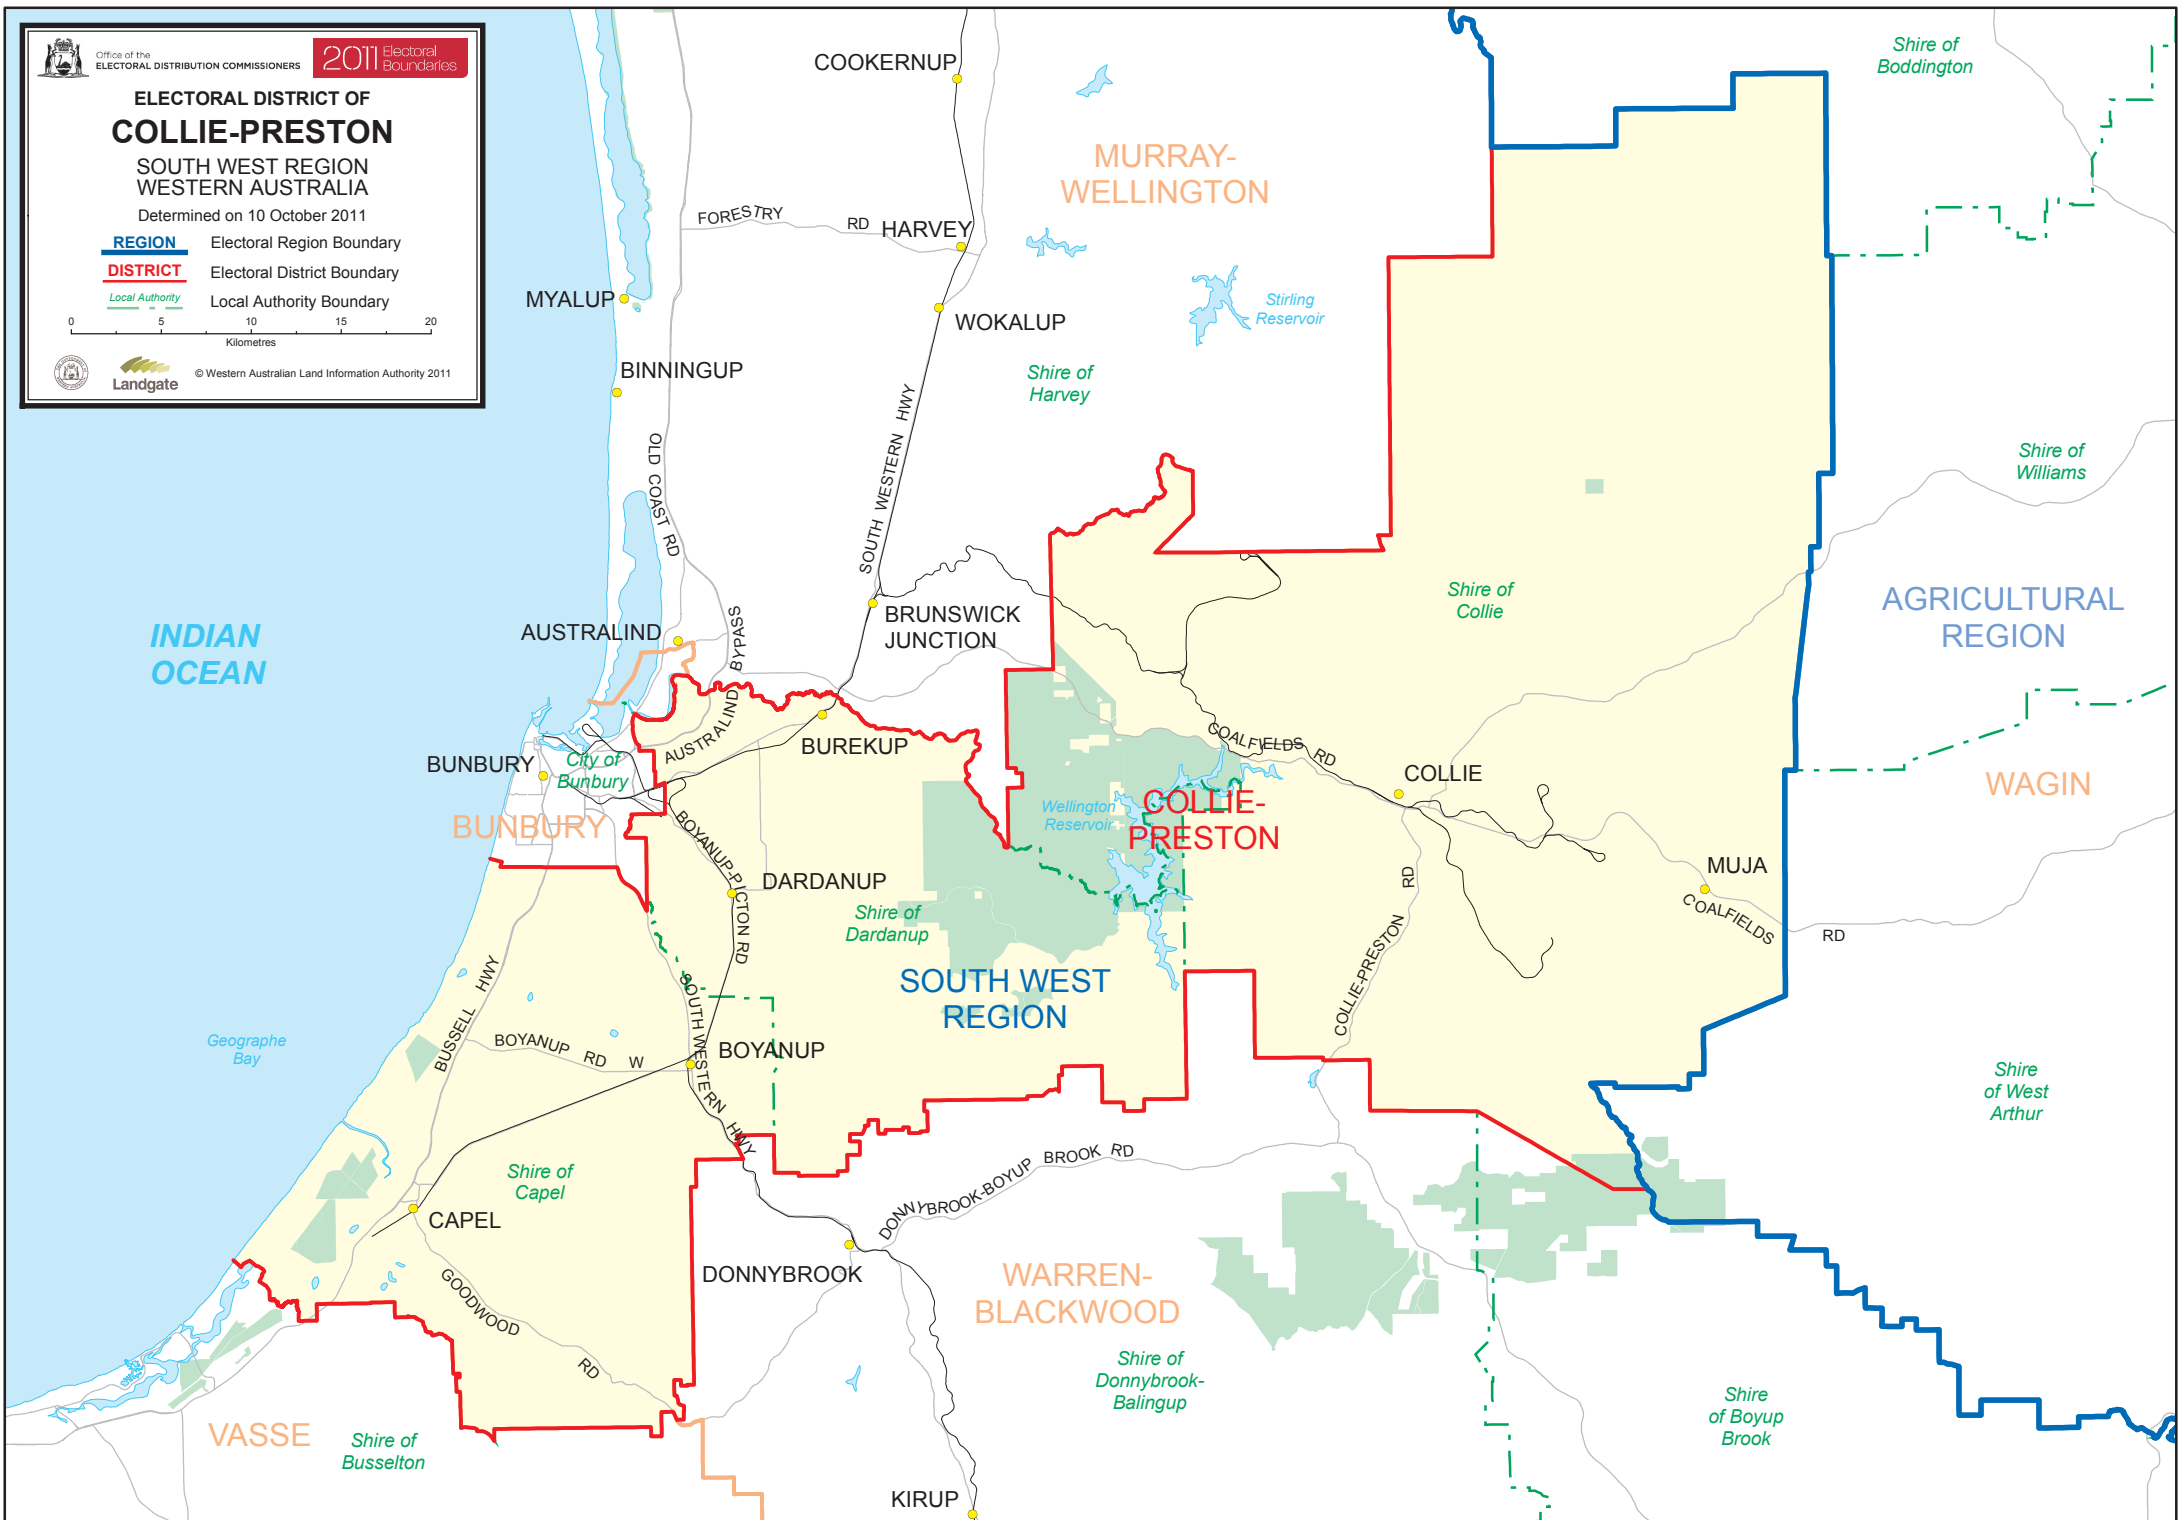 Office of the
ELECTORAL DISTRIBUTION COMMISSIONERS
2011 Electoral Boundaries
ELECTORAL DISTRICT OF
COLLIE-PRESTON
SOUTH WEST REGION
WESTERN AUSTRALIA
Determined on 10 October 2011
REGION Electoral Region Boundary
DISTRICT Electoral District Boundary
Local Authority Local Authority Boundary
0 5 10 15 20
Kilometres
Landgate
© Western Australian Land Information Authority 2011
COOKERNUP
Shire of
Boddington
MURRAY-
WELLINGTON
FORESTRY RD
HARVEY
MYALUP
WOKALUP
Stirling
Reservoir
BINNINGUP
Shire of
Harvey
SOUTH WESTERN HWY
OLD COAST RD
Shire of
Williams
Shire of
Collie
AGRICULTURAL
REGION
INDIAN
OCEAN
AUSTRALIND
BRUNSWICK
JUNCTION
AUSTRALIND BYPASS
BUREKUP
COALFIELDS RD
BUNBURY
City of
Bunbury
COLLIE
WAGIN
Wellington
Reservoir
COLLIE-
PRESTON
BUNBURY
BOYANUP-PICTON RD
DARDANUP
MUJA
COALFIELDS RD
Shire of
Dardanup
COLLIE-PRESTON RD
SOUTH WEST
REGION
BUSSELL HWY
Geographe
Bay
BOYANUP RD W
BOYANUP
SOUTH WESTERN HWY
Shire
of West
Arthur
DONNYBROOK-BOYUP BROOK RD
Shire of
Capel
CAPEL
DONNYBROOK
GOODWOOD RD
WARREN-
BLACKWOOD
Shire of
Donnybrook-
Balingup
Shire
of Boyup
Brook
VASSE
Shire of
Busselton
KIRUP